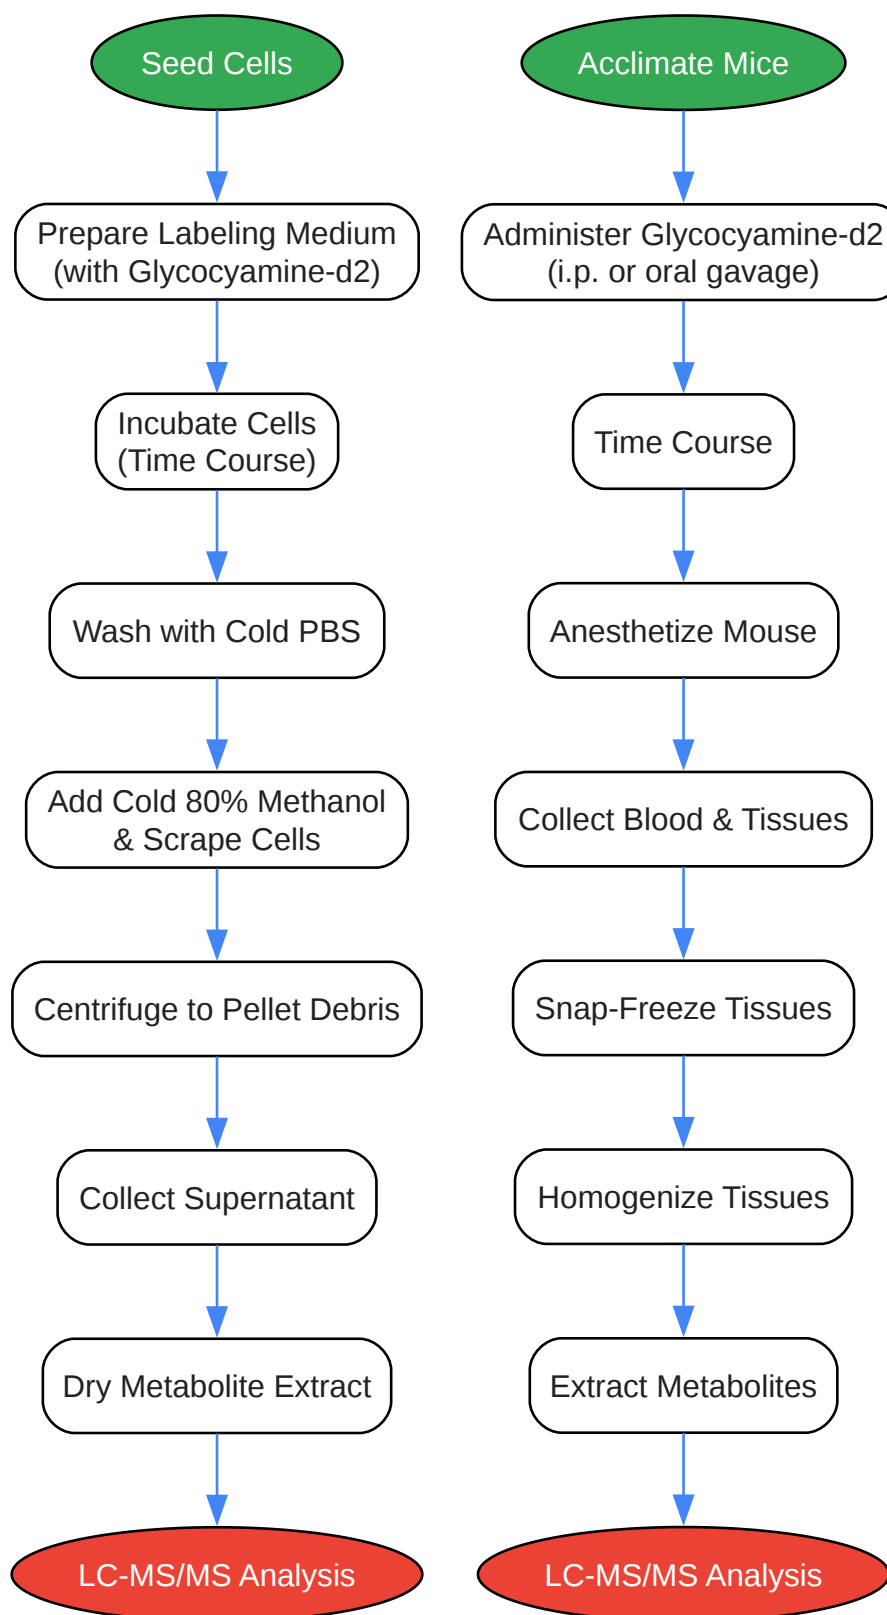 Seed Cells
Prepare Labeling Medium
(with Glycocyamine-d2)
Incubate Cells
(Time Course)
Wash with Cold PBS
Add Cold 80% Methanol
& Scrape Cells
Centrifuge to Pellet Debris
Collect Supernatant
Dry Metabolite Extract
LC-MS/MS Analysis
Acclimate Mice
Administer Glycocyamine-d2
(i.p. or oral gavage)
Time Course
Anesthetize Mouse
Collect Blood & Tissues
Snap-Freeze Tissues
Homogenize Tissues
Extract Metabolites
LC-MS/MS Analysis